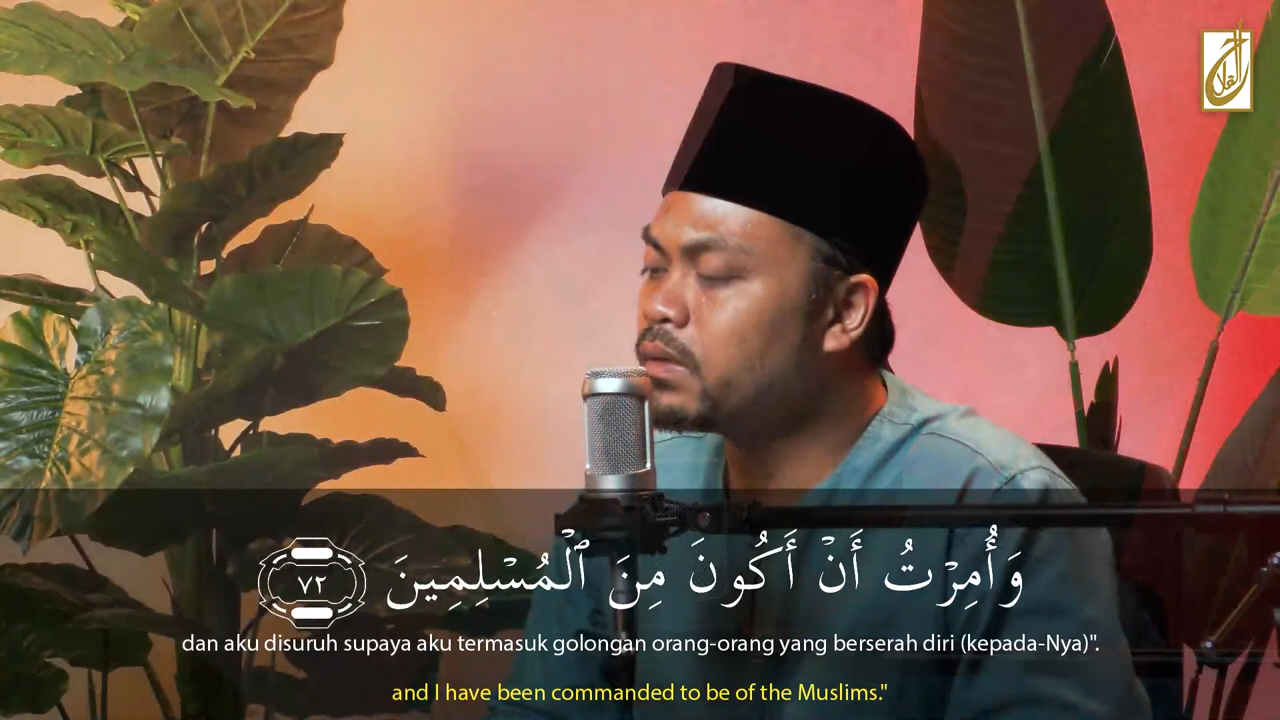 وَأُمِرْتُ أَنْ أَكُونَ مِنَ ٱلْمُسْلِمِينَ ٧٢
dan aku disuruh supaya aku termasuk golongan orang-orang yang berserah diri (kepada-Nya)".
and I have been commanded to be of the Muslims."